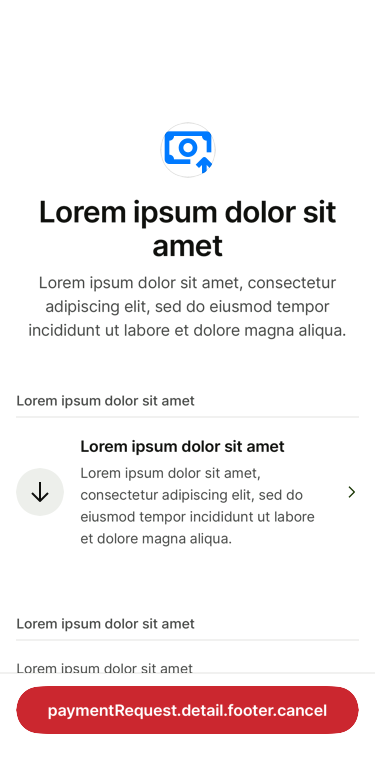 Lorem ipsum dolor sit
amet
Lorem ipsum dolor sit amet, consectetur
adipiscing elit, sed do eiusmod tempor
incididunt ut labore et dolore magna aliqua.
Lorem ipsum dolor sit amet
Lorem ipsum dolor sit amet
Lorem ipsum dolor sit amet,
consectetur adipiscing elit, sed do
eiusmod tempor incididunt ut labore
et dolore magna aliqua.
Lorem ipsum dolor sit amet
Lorem ipsum dolor sit amet
paymentRequest.detail.footer.cancel